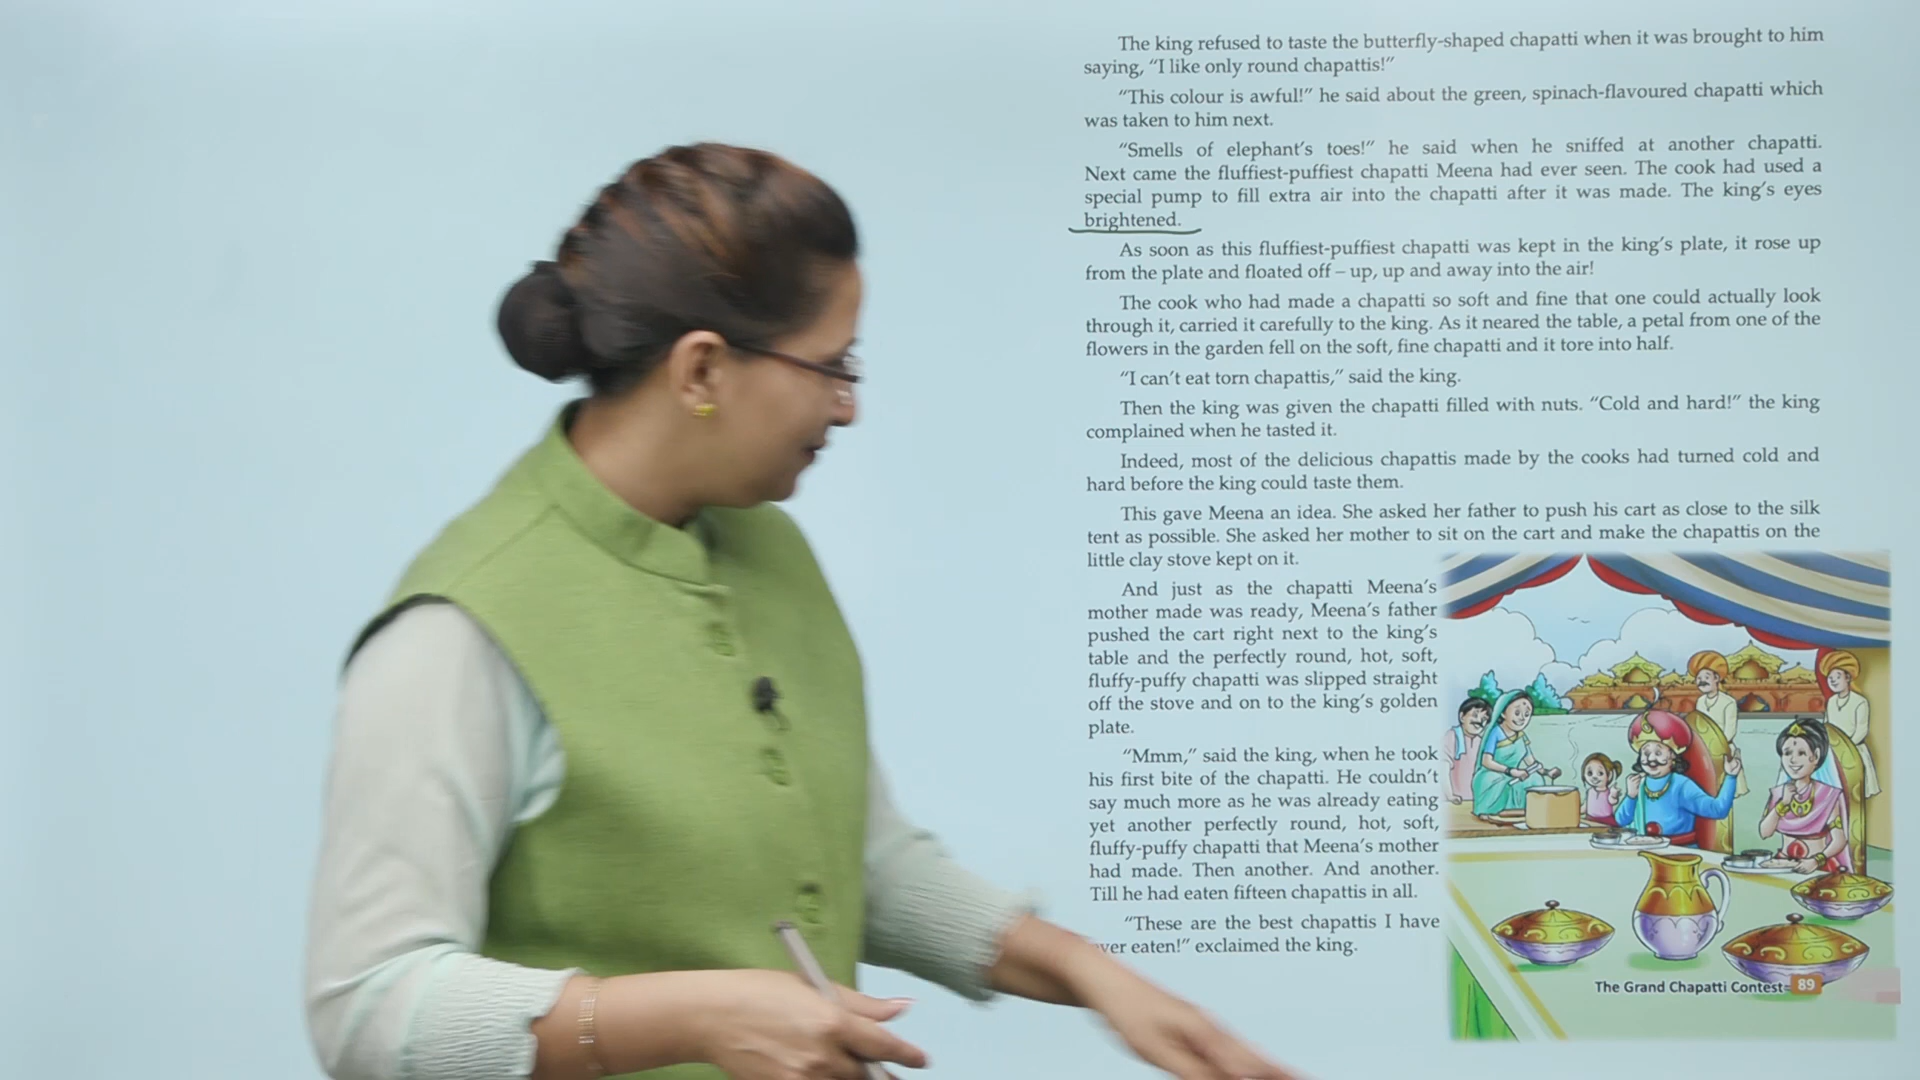 The king refused to taste the butterfly-shaped chapatti when it was brought to him
saying, “I like only round chapattis!”
“This colour is awful!” he said about the green, spinach-flavoured chapatti which
was taken to him next.
“Smells of elephant’s toes!” he said when he sniffed at another chapatti.
Next came the fluffiest-puffiest chapatti Meena had ever seen. The cook had used a
special pump to fill extra air into the chapatti after it was made. The king’s eyes
brightened.
As soon as this fluffiest-puffiest chapatti was kept in the king’s plate, it rose up
from the plate and floated off – up, up and away into the air!
The cook who had made a chapatti so soft and fine that one could actually look
through it, carried it carefully to the king. As it neared the table, a petal from one of the
flowers in the garden fell on the soft, fine chapatti and it tore into half.
“I can’t eat torn chapattis,” said the king.
Then the king was given the chapatti filled with nuts. “Cold and hard!” the king
complained when he tasted it.
Indeed, most of the delicious chapattis made by the cooks had turned cold and
hard before the king could taste them.
This gave Meena an idea. She asked her father to push his cart as close to the silk
tent as possible. She asked her mother to sit on the cart and make the chapattis on the
little clay stove kept on it.
And just as the chapatti Meena’s
mother made was ready, Meena’s father
pushed the cart right next to the king’s
table and the perfectly round, hot, soft,
fluffy-puffy chapatti was slipped straight
off the stove and on to the king’s golden
plate.
“Mmm,” said the king, when he took
his first bite of the chapatti. He couldn’t
say much more as he was already eating
yet another perfectly round, hot, soft,
fluffy-puffy chapatti that Meena’s mother
had made. Then another. And another.
Till he had eaten fifteen chapattis in all.
“These are the best chapattis I have
ver eaten!” exclaimed the king.
The Grand Chapatti Contest 89